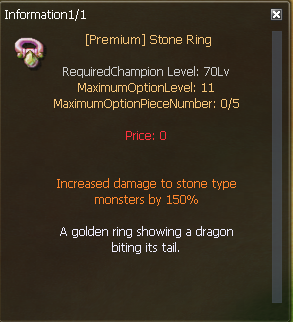 Information1/1
[Premium] Stone Ring
RequiredChampion Level: 70Lv
MaximumOptionLevel: 11
MaximumOptionPieceNumber: 0/5
Price: 0
Increased damage to stone type
monsters by 150%
A golden ring showing a dragon
biting its tail.